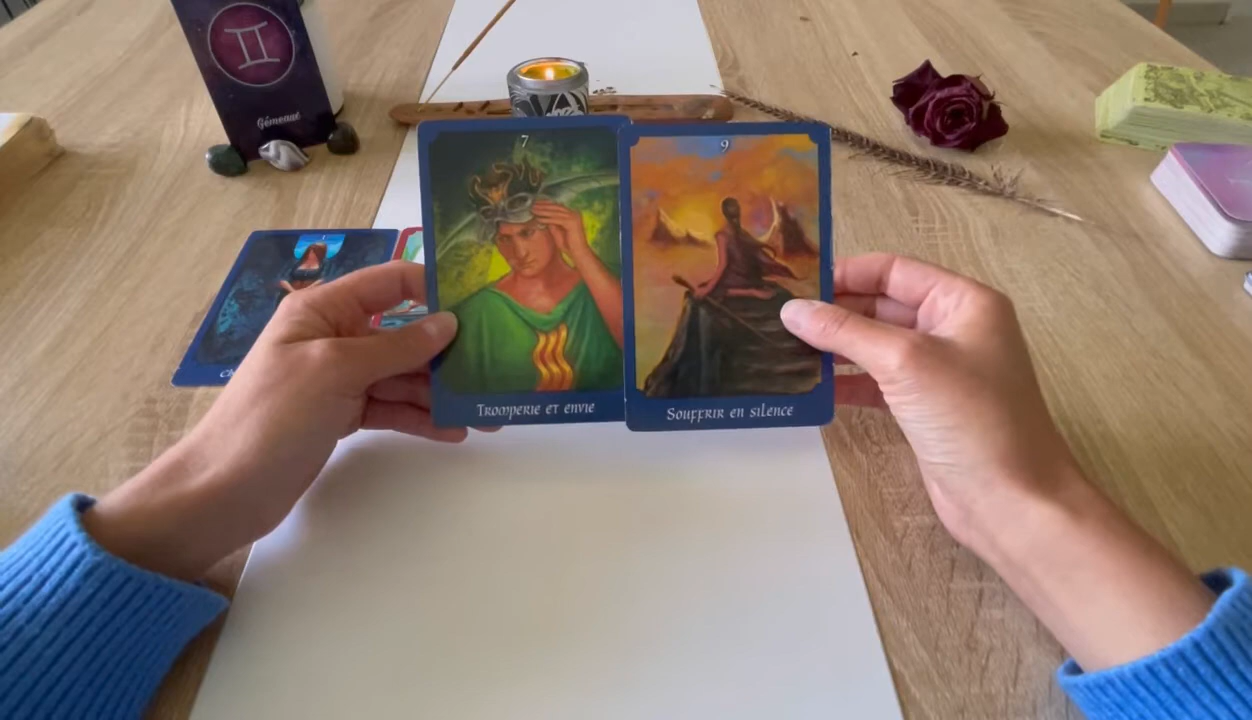 Gémeaux
7
9
Tromperie et envie
Souffrir en silence